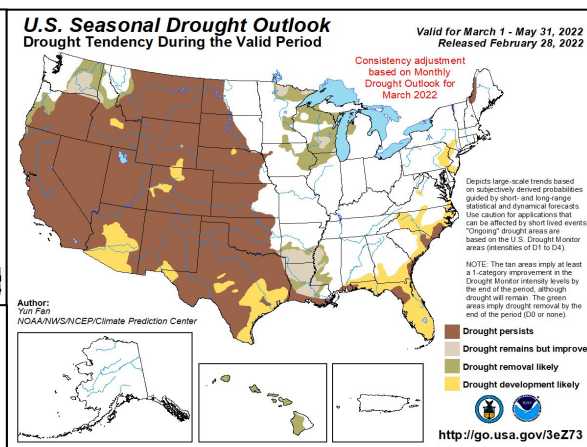 U.S. Seasonal Drought Outlook
Drought Tendency During the Valid Period
Valid for March 1 - May 31, 2022
Released February 28, 2022
Consistency adjustment
based on Monthly
Drought Outlook for
March 2022
Depicts large-scale trends based
on subjectively derived probabilities
guided by short- and long-range
statistical and dynamical forecasts.
Use caution for applications that
can be affected by short lived events.
"Ongoing" drought areas are
based on the U.S. Drought Monitor
areas (intensities of D1 to D4).
NOTE: The tan areas imply at least
a 1-category improvement in the
Drought Monitor intensity levels by
the end of the period, although
drought will remain. The green
areas imply drought removal by the
end of the period (D0 or none).
Author:
Yun Fan
NOAA/NWS/NCEP/Climate Prediction Center
Drought persists
Drought remains but improve
Drought removal likely
Drought development likely
http://go.usa.gov/3eZ73